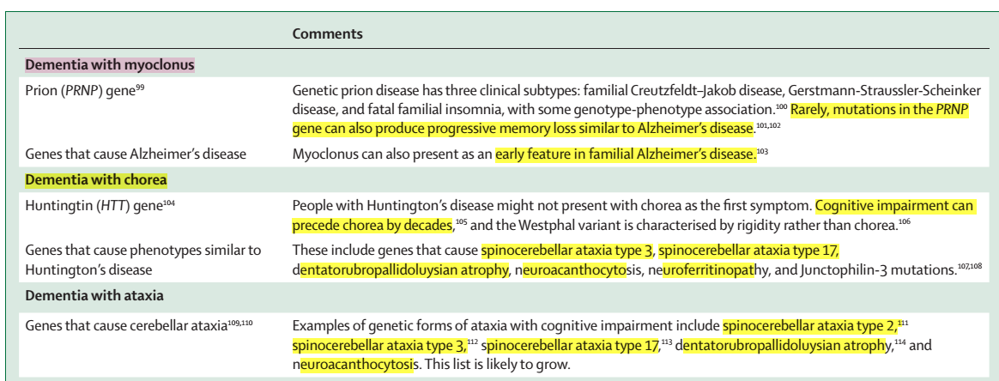 Comments
Dementia with myoclonus
Prion (PRNP) gene⁹⁹
Genetic prion disease has three clinical subtypes: familial Creutzfeldt–Jakob disease, Gerstmann-Straussler-Scheinker
disease, and fatal familial insomnia, with some genotype-phenotype association.¹⁰⁰ Rarely, mutations in the PRNP
gene can also produce progressive memory loss similar to Alzheimer's disease.¹⁰¹,¹⁰²
Genes that cause Alzheimer's disease
Myoclonus can also present as an early feature in familial Alzheimer's disease.¹⁰³
Dementia with chorea
Huntingtin (HTT) gene¹⁰⁴
People with Huntington's disease might not present with chorea as the first symptom. Cognitive impairment can
precede chorea by decades,¹⁰⁵ and the Westphal variant is characterised by rigidity rather than chorea.¹⁰⁶
Genes that cause phenotypes similar to
Huntington's disease
These include genes that cause spinocerebellar ataxia type 3, spinocerebellar ataxia type 17,
dentatorubropallidoluysian atrophy, neuroacanthocytosis, neuroferritinopathy, and Junctophilin-3 mutations.¹⁰⁷,¹⁰⁸
Dementia with ataxia
Genes that cause cerebellar ataxia¹⁰⁹,¹¹⁰
Examples of genetic forms of ataxia with cognitive impairment include spinocerebellar ataxia type 2,¹¹¹
spinocerebellar ataxia type 3,¹¹² spinocerebellar ataxia type 17,¹¹³ dentatorubropallidoluysian atrophy,¹¹⁴ and
neuroacanthocytosis. This list is likely to grow.